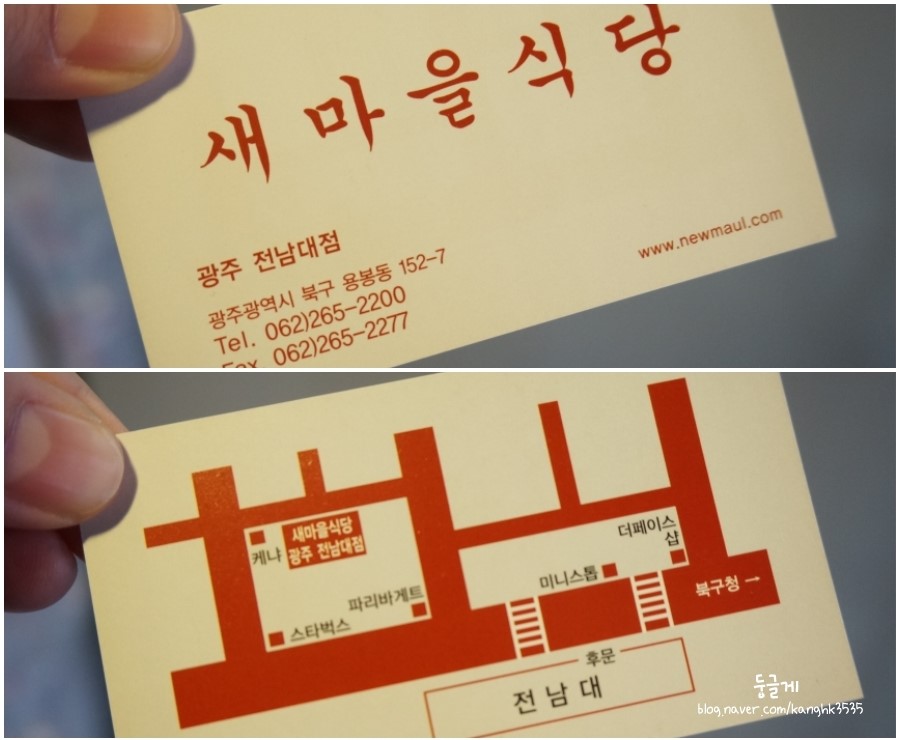 새마을식당
광주 전남대점
광주광역시 북구 용봉동 152-7
Tel. 062)265-2200
Fax 062)265-2277
www.newmaul.com
새마을식당
광주 전남대점
케냐
더페이스
샵
미니스톱
파리바게트
스타벅스
북구청 →
후문
전남대
둥글게
blog.naver.com/kanghk3535